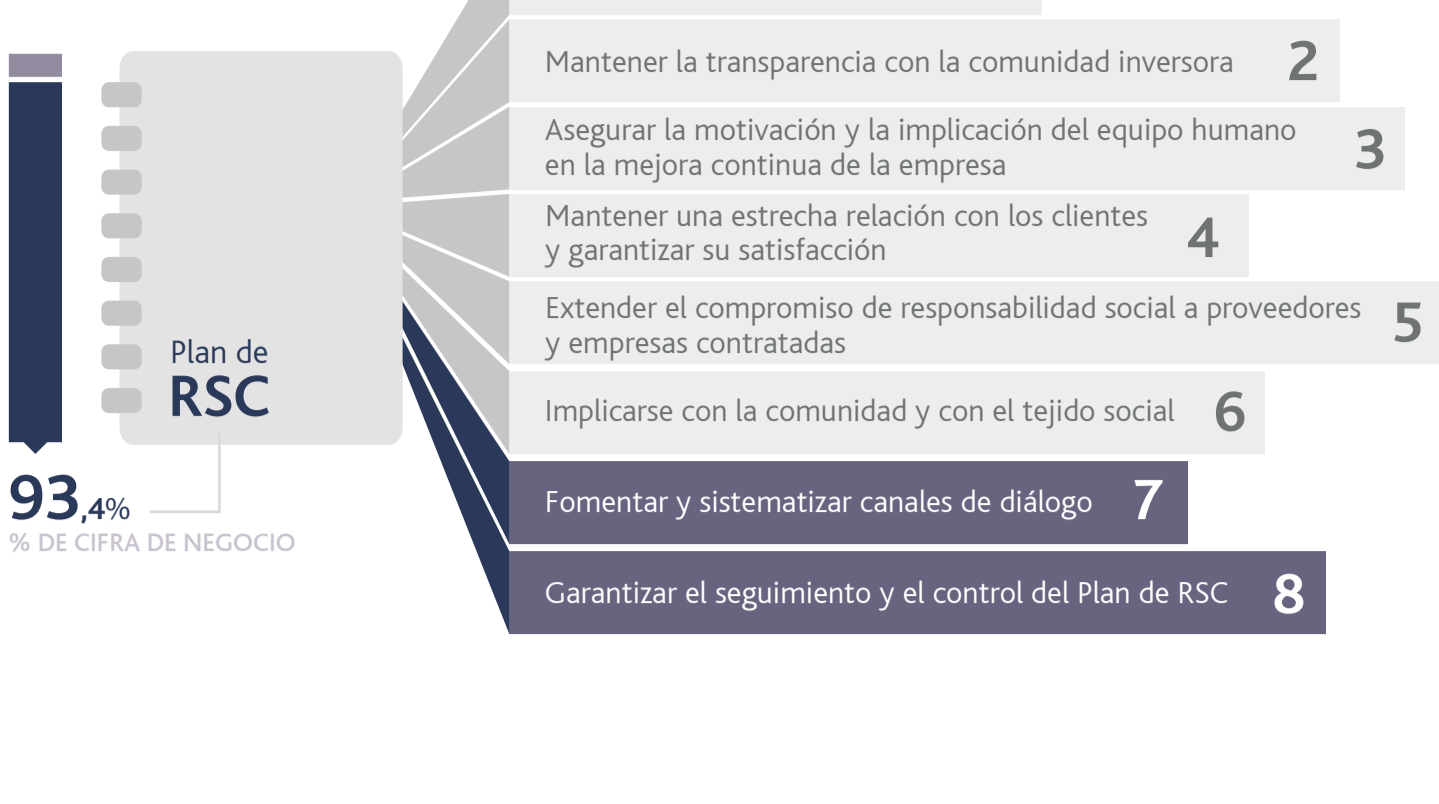 Mantener la transparencia con la comunidad inversora 2
Asegurar la motivación y la implicación del equipo humano
en la mejora continua de la empresa 3
Mantener una estrecha relación con los clientes
y garantizar su satisfacción 4
Extender el compromiso de responsabilidad social a proveedores
y empresas contratadas 5
Implicarse con la comunidad y con el tejido social 6
Fomentar y sistematizar canales de diálogo 7
Garantizar el seguimiento y el control del Plan de RSC 8
Plan de
RSC
93,4%
% DE CIFRA DE NEGOCIO